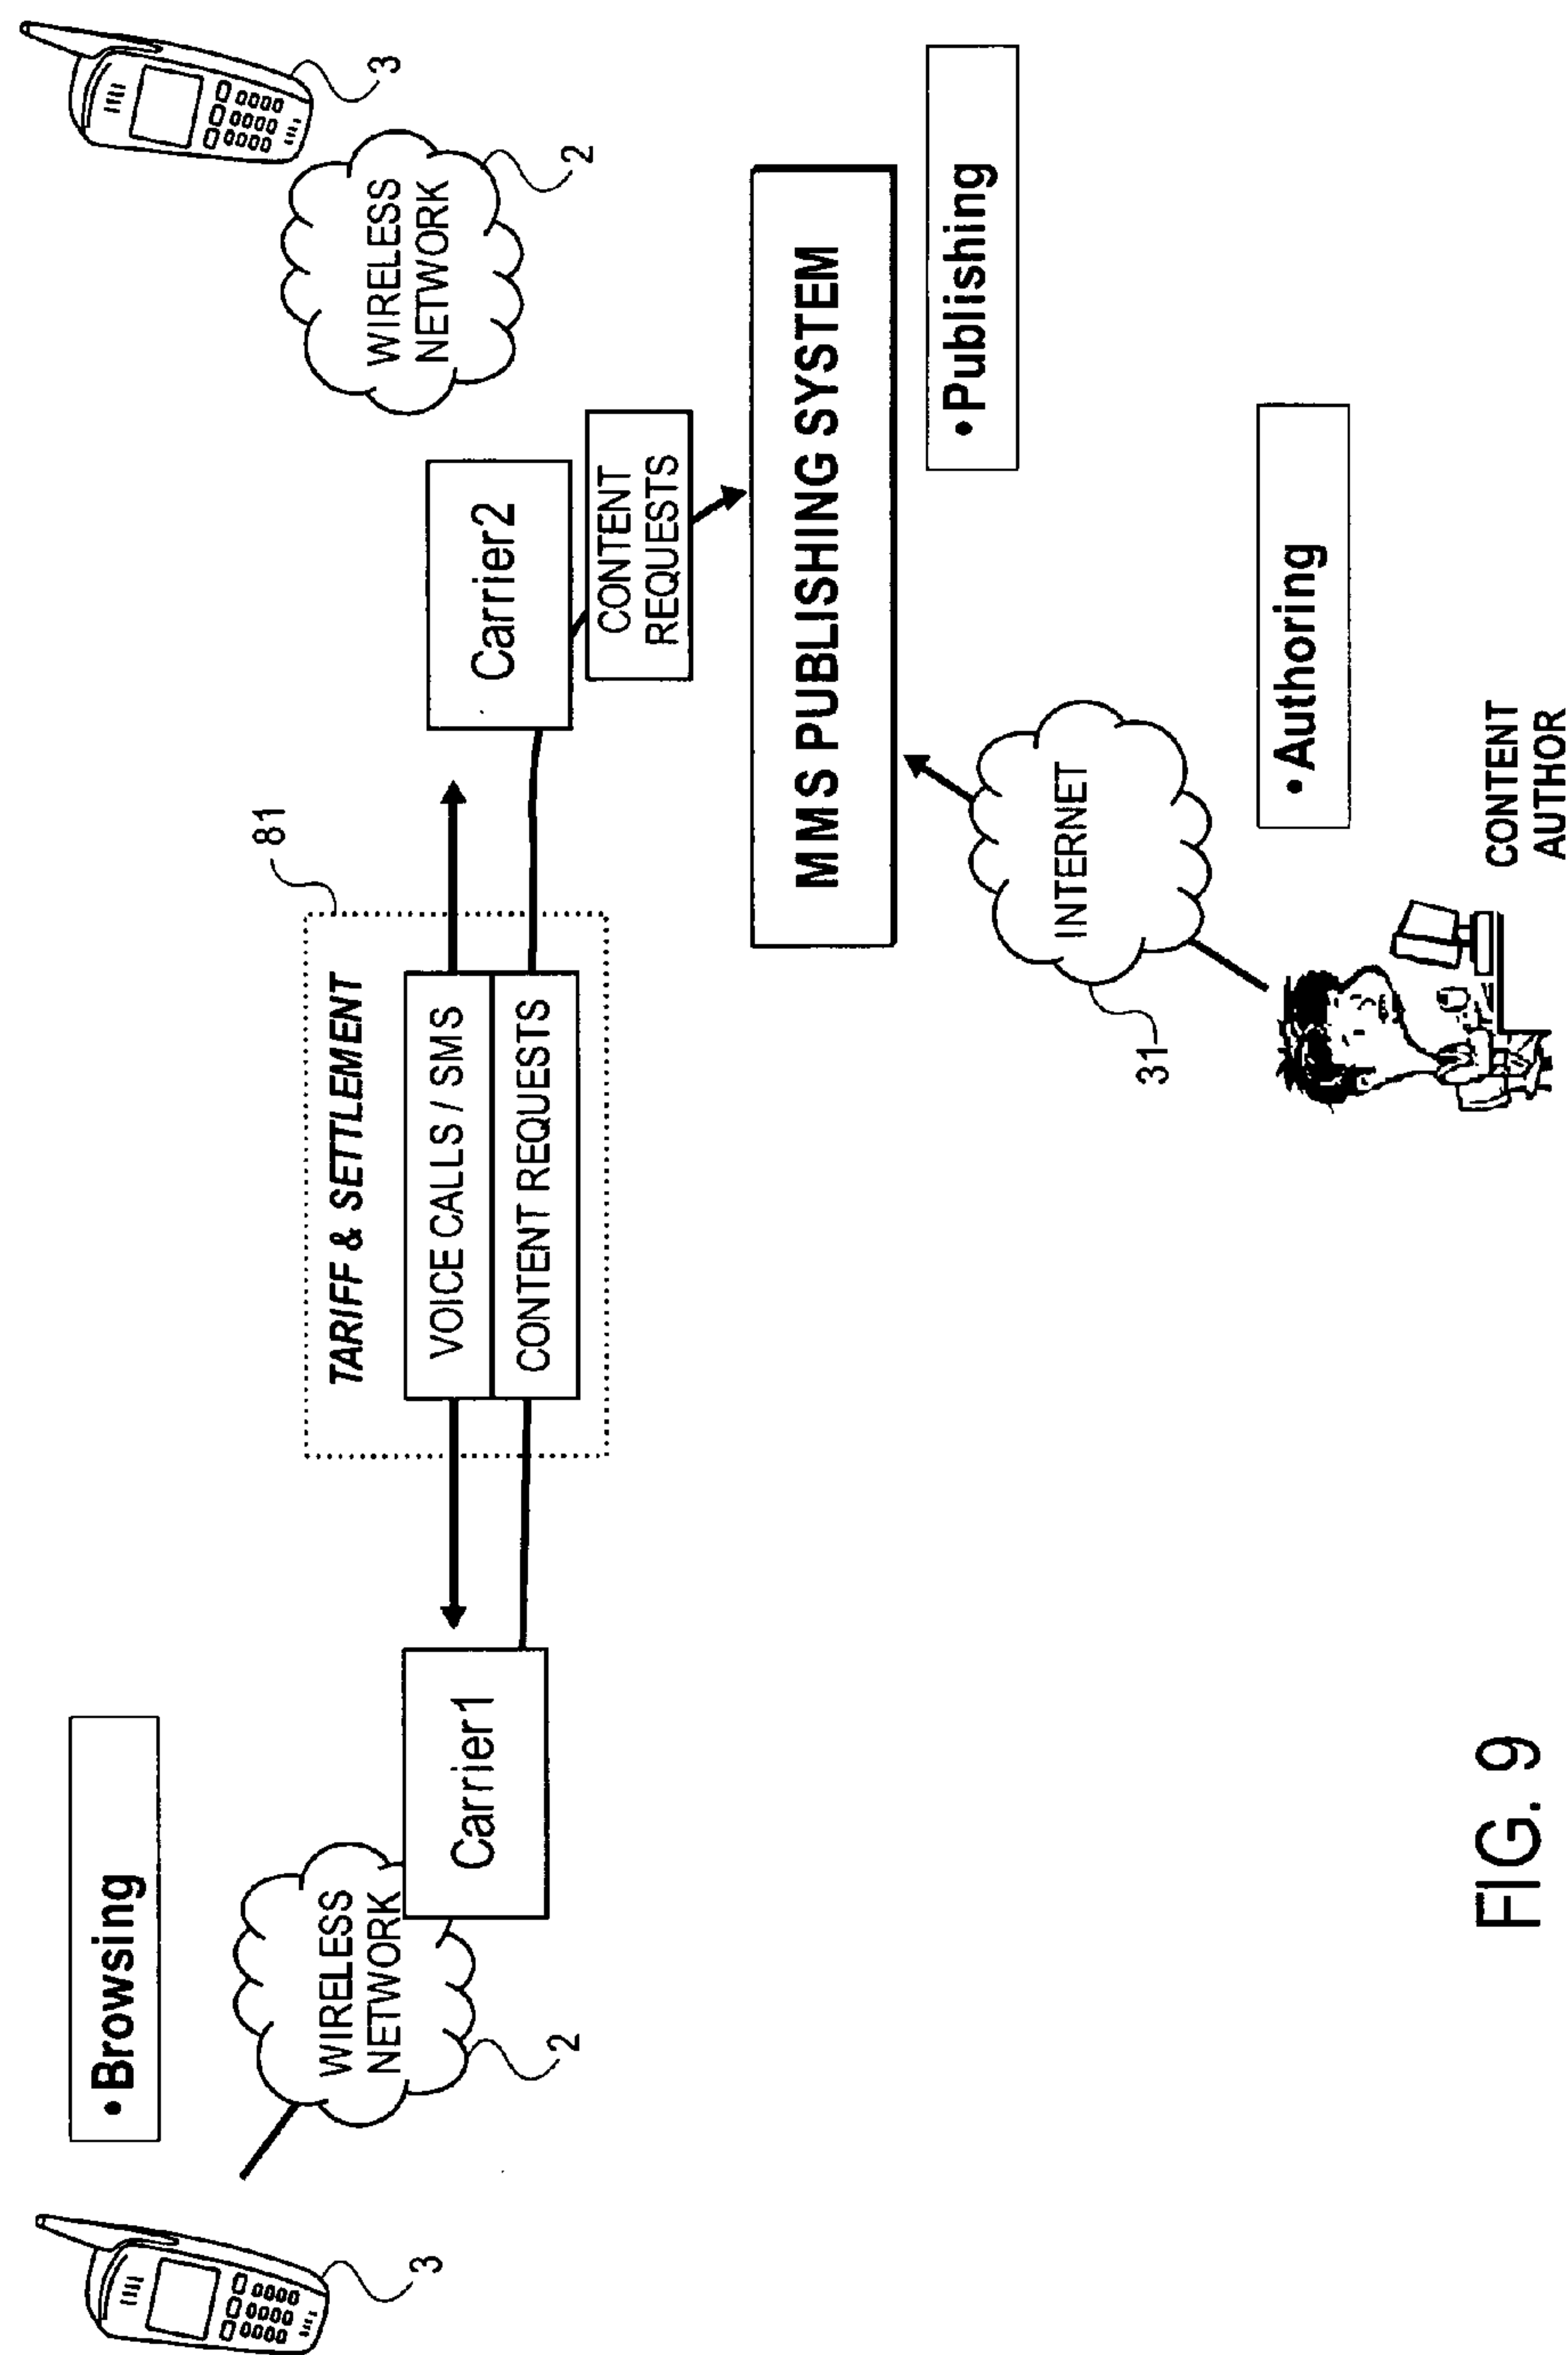 • Browsing
3
WIRELESS
NETWORK
2
Carrier1
81
TARIFF & SETTLEMENT
VOICE CALLS / SMS
CONTENT REQUESTS
Carrier2
CONTENT
REQUESTS
WIRELESS
NETWORK
2
3
MMS PUBLISHING SYSTEM
• Publishing
INTERNET
31
• Authoring
CONTENT
AUTHOR
FIG. 9